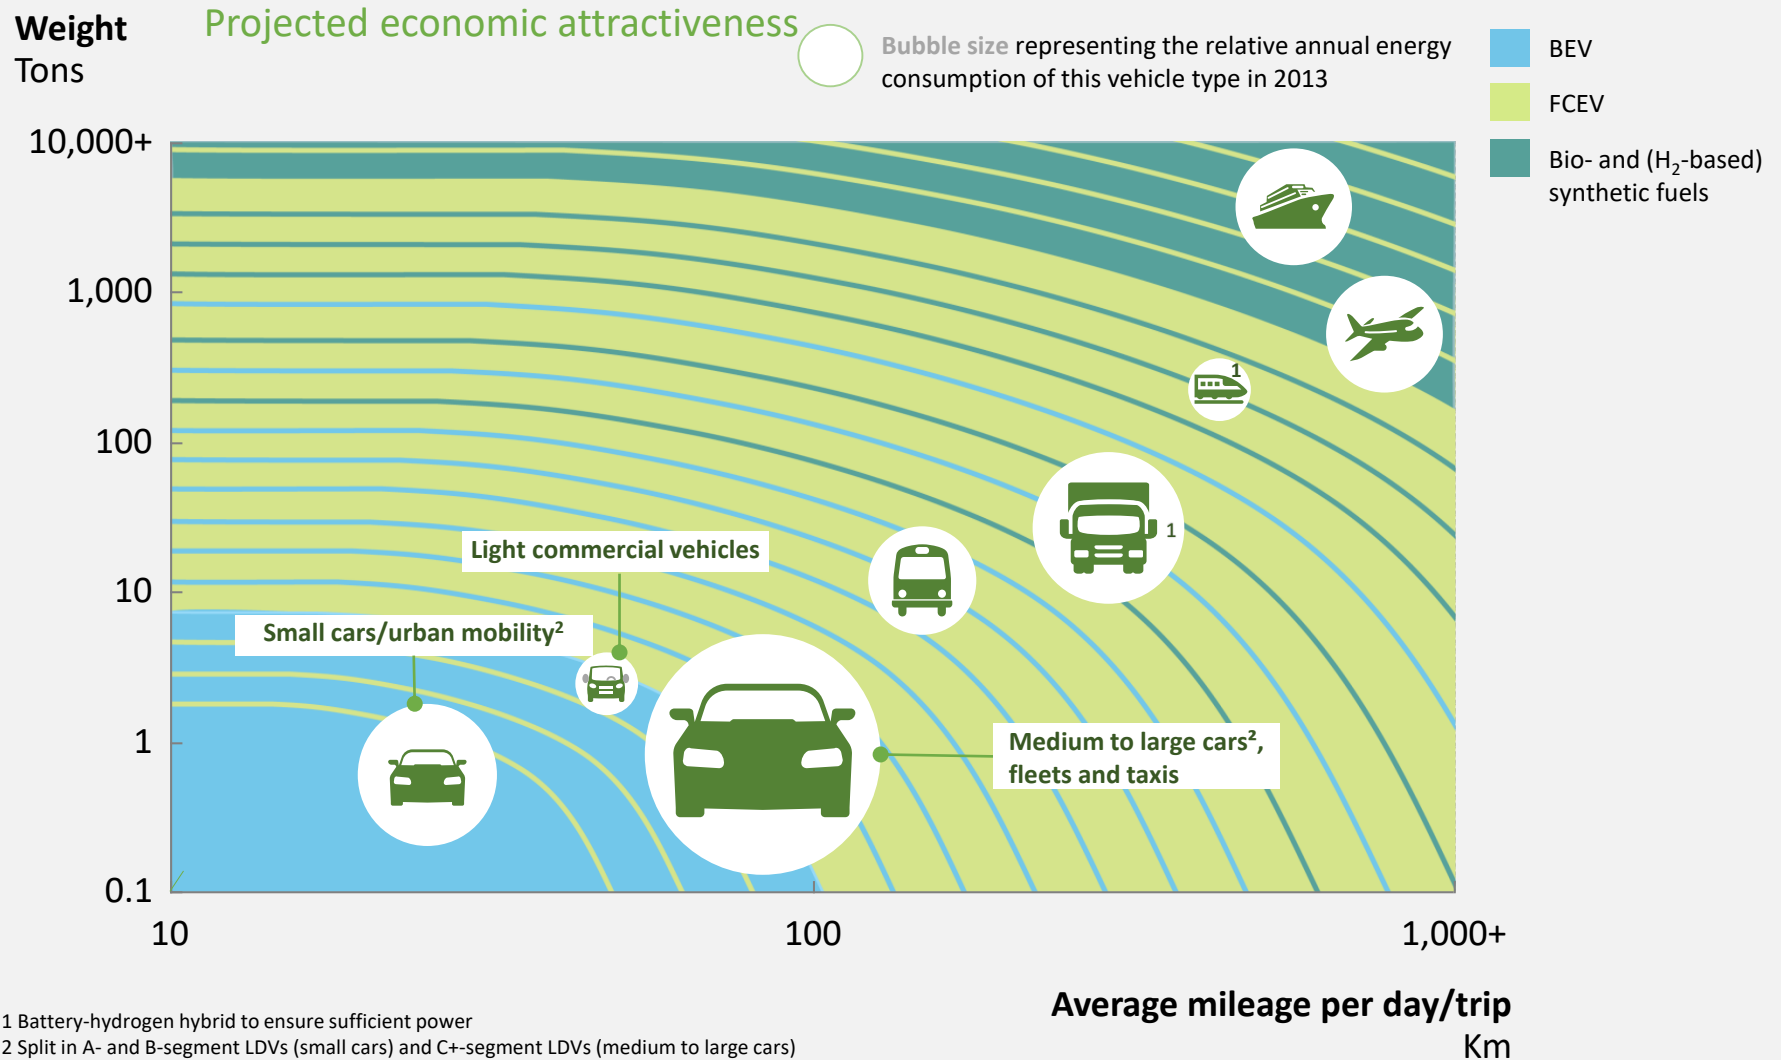 Weight
Tons
Projected economic attractiveness
Bubble size representing the relative annual energy
consumption of this vehicle type in 2013
BEV
FCEV
Bio- and (H₂-based)
synthetic fuels
10,000+
1,000
100
10
1
0.1
1
1
Light commercial vehicles
Small cars/urban mobility²
Medium to large cars²,
fleets and taxis
10
100
1,000+
Average mileage per day/trip
Km
1 Battery-hydrogen hybrid to ensure sufficient power
2 Split in A- and B-segment LDVs (small cars) and C+-segment LDVs (medium to large cars)